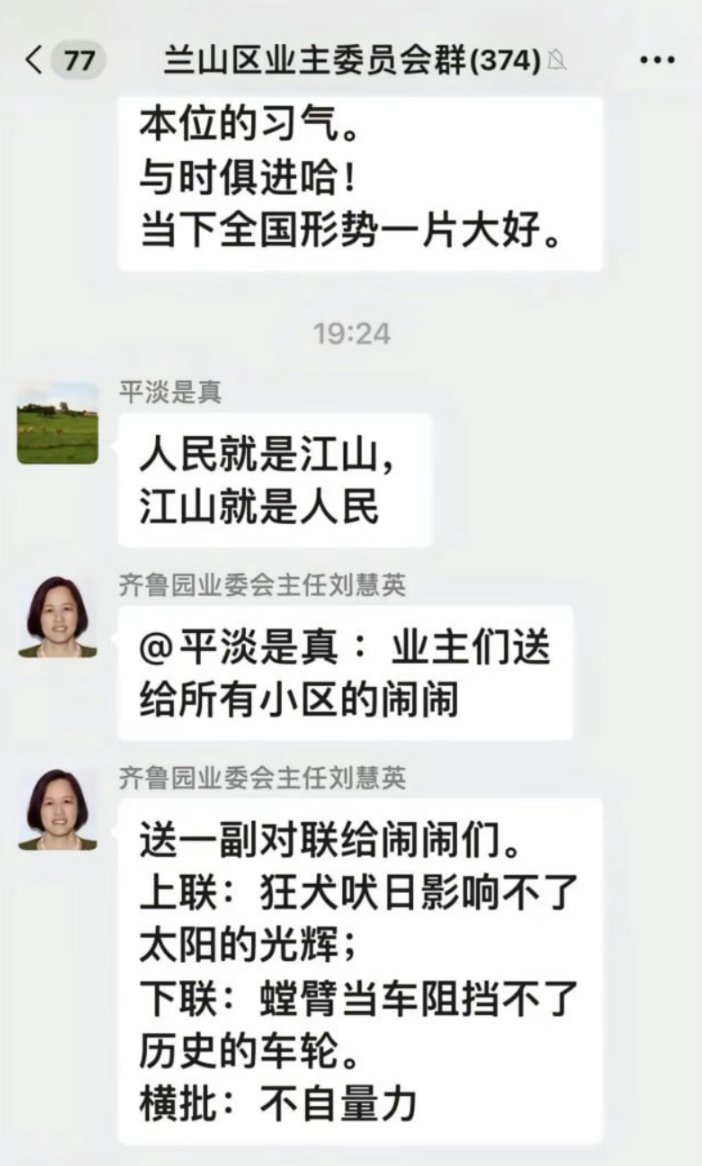 77
兰山区业主委员会群(374)
本位的习气。
与时俱进哈！
当下全国形势一片大好。
19:24
平淡是真
人民就是江山，
江山就是人民
齐鲁园业委会主任刘慧英
@平淡是真： 业主们送
给所有小区的闹闹
齐鲁园业委会主任刘慧英
送一副对联给闹闹们。
上联：狂犬吠日影响不了
太阳的光辉；
下联：螳臂当车阻挡不了
历史的车轮。
横批：不自量力